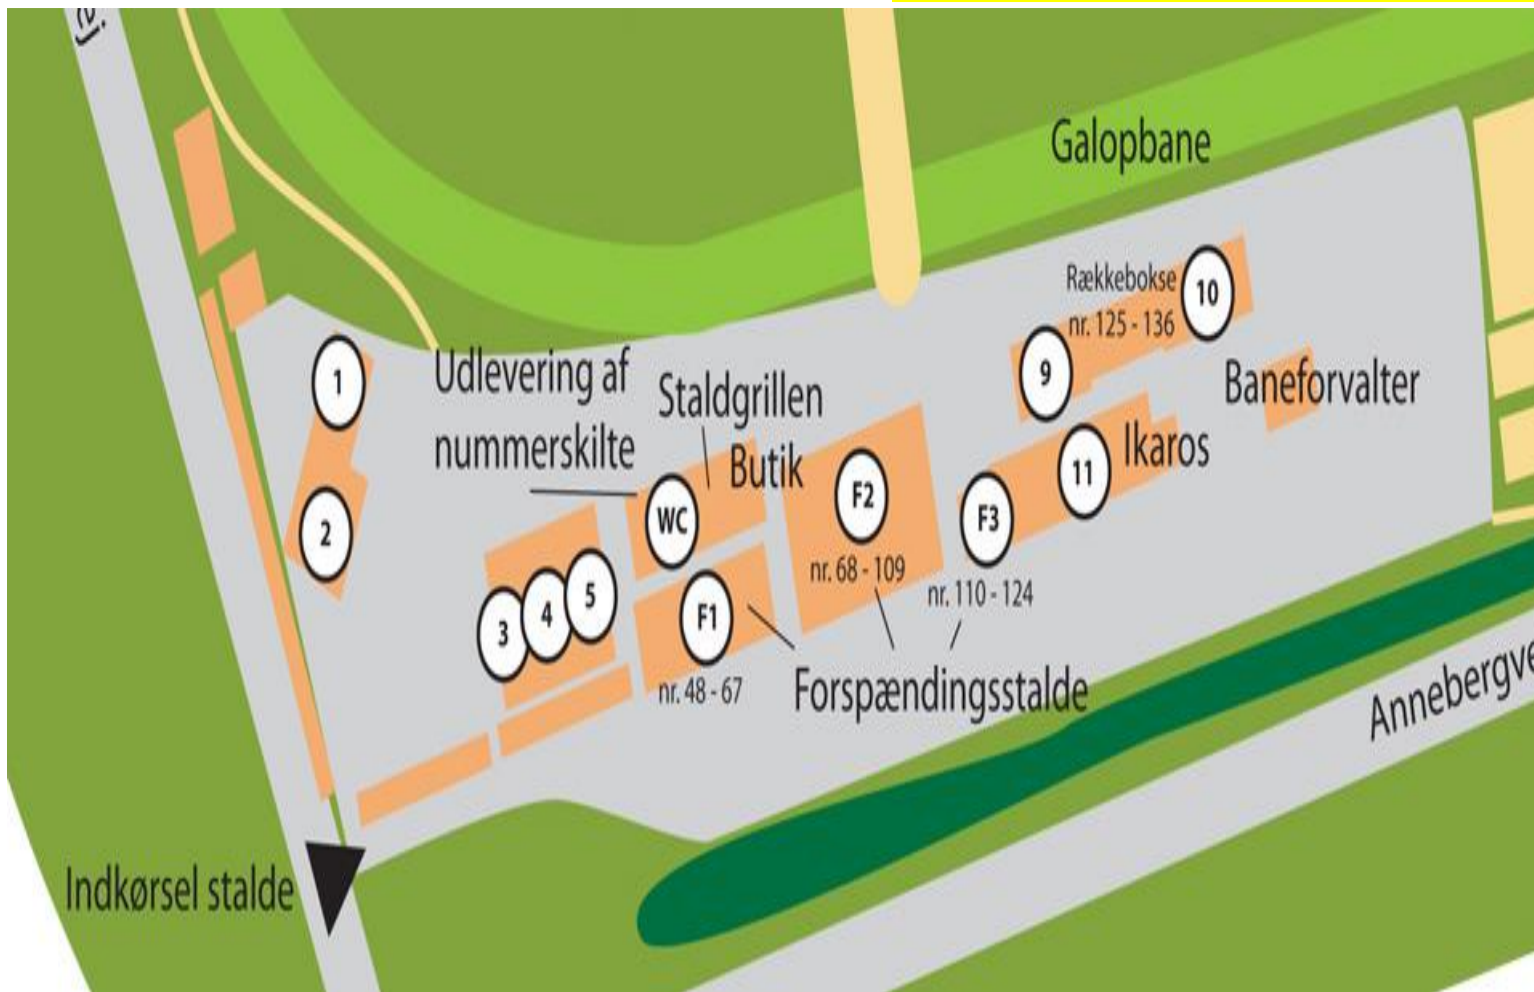 Galopbane
Rækkebokse
nr. 125 - 136
10
9
1
Udlevering af
nummerskilte
Staldgrillen
Butik
Baneforvalter
Ikaros
11
2
WC
F2
F3
nr. 68 - 109
nr. 110 - 124
3
4
5
F1
nr. 48 - 67
Forspændingsstalde
Indkørsel stalde